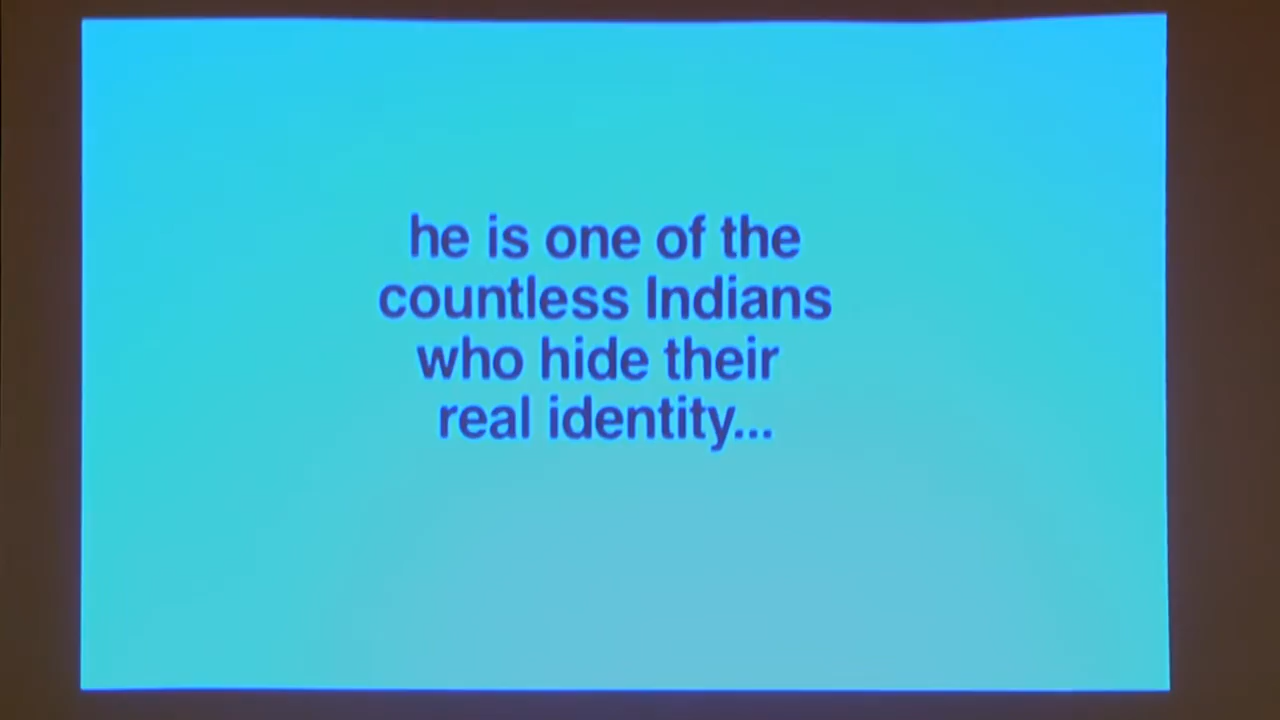 he is one of the
countless Indians
who hide their
real identity...